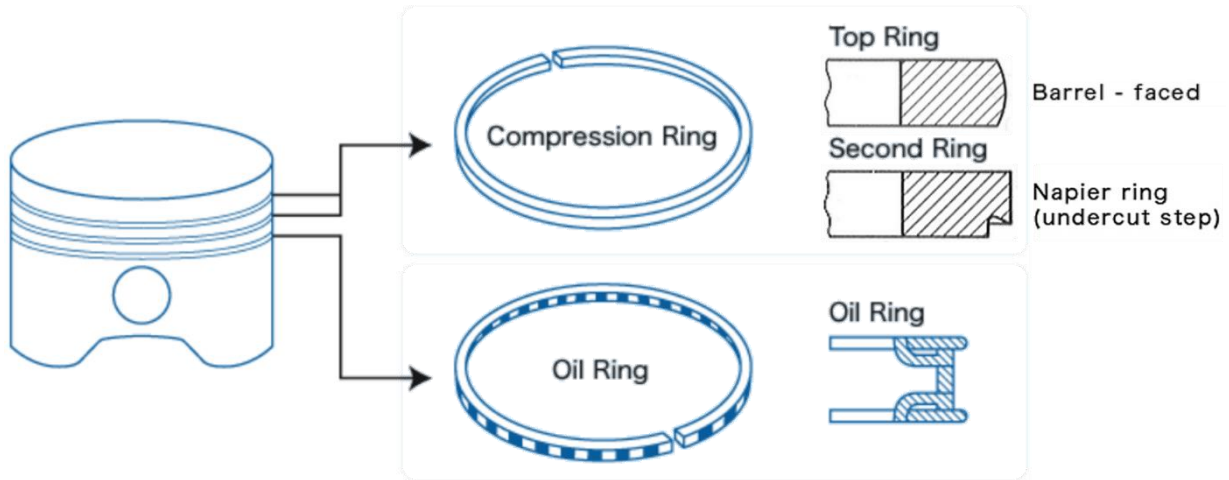 Top Ring
Compression Ring
Barrel - faced
Second Ring
Napier ring
(undercut step)
Oil Ring
Oil Ring